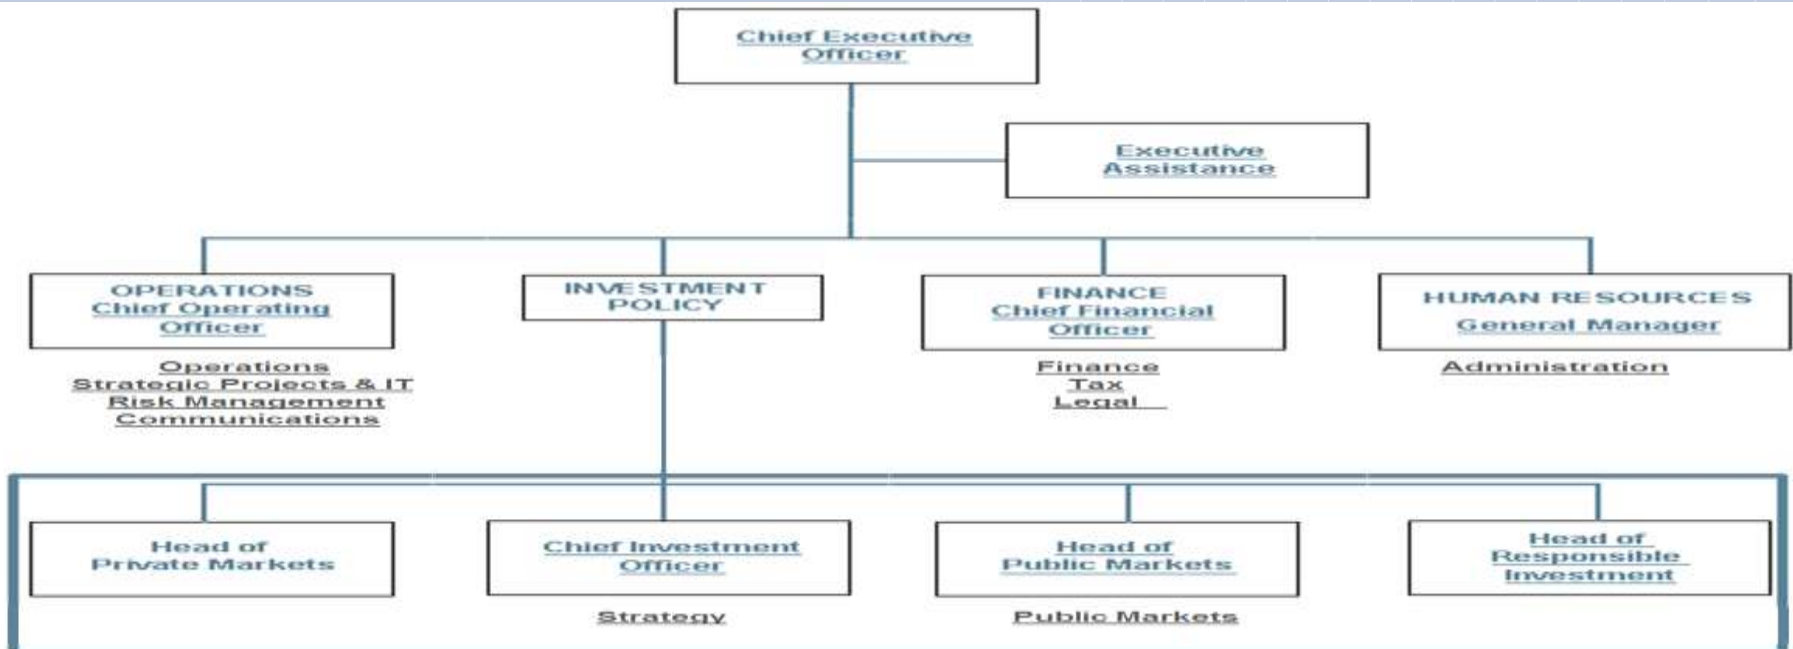 Chief Executive
Officer
Executive
Assistance
OPERATIONS
Chief Operating
Officer
Operations
Strategic Projects & IT
Risk Management
Communications
INVESTMENT
POLICY
FINANCE
Chief Financial
Officer
Finance
Tax
Legal
HUMAN RESOURCES
General Manager
Administration
Head of
Private Markets
Chief Investment
Officer
Strategy
Head of
Public Markets
Public Markets
Head of
Responsible
Investment